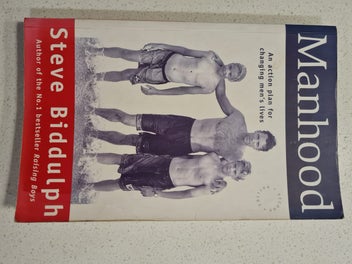 Manhood
An action plan for
changing men's lives
Steve Biddulph
Author of the No.1 bestseller Raising Boys